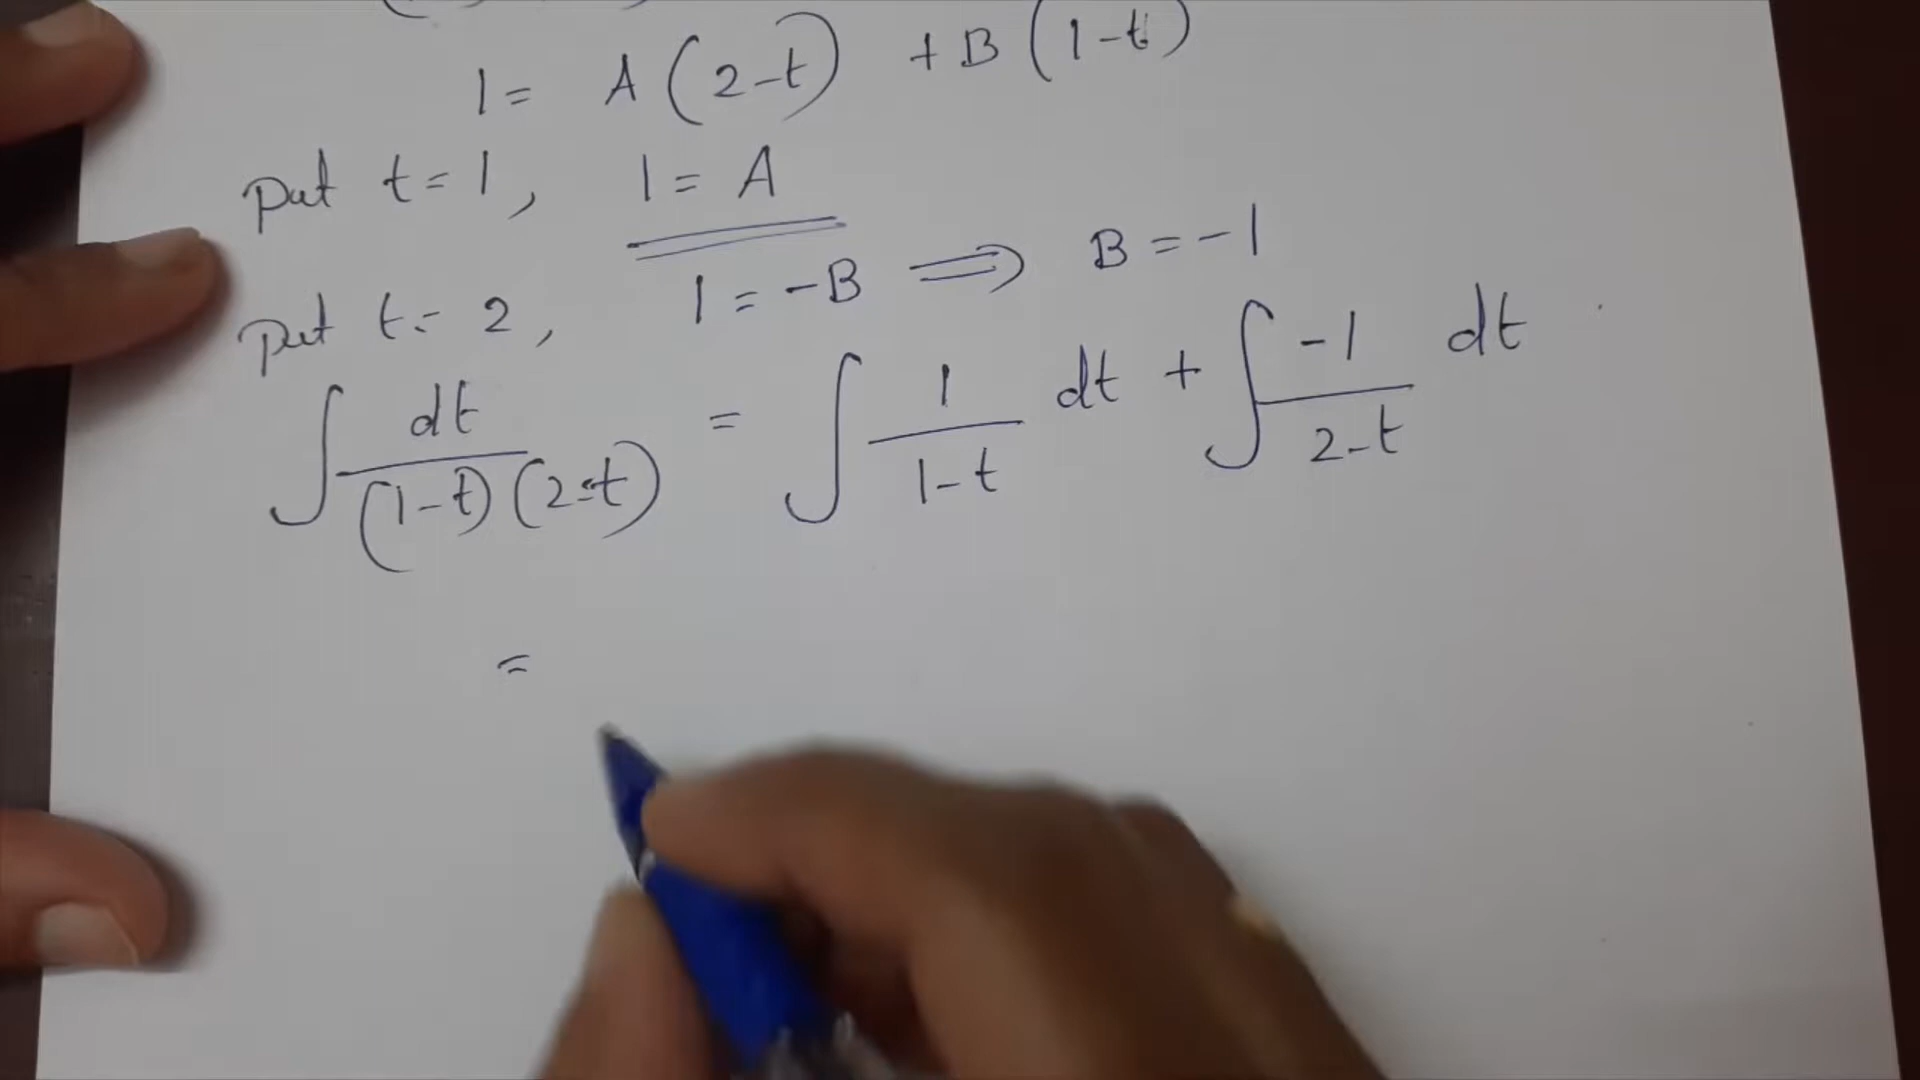 1 = A (2-t) + B (1-t)
put t = 1, 1 = A
put t = 2, 1 = -B ⟹ B = -1
∫ dt / (1-t)(2-t) = ∫ 1 / 1-t dt + ∫ -1 / 2-t dt
=